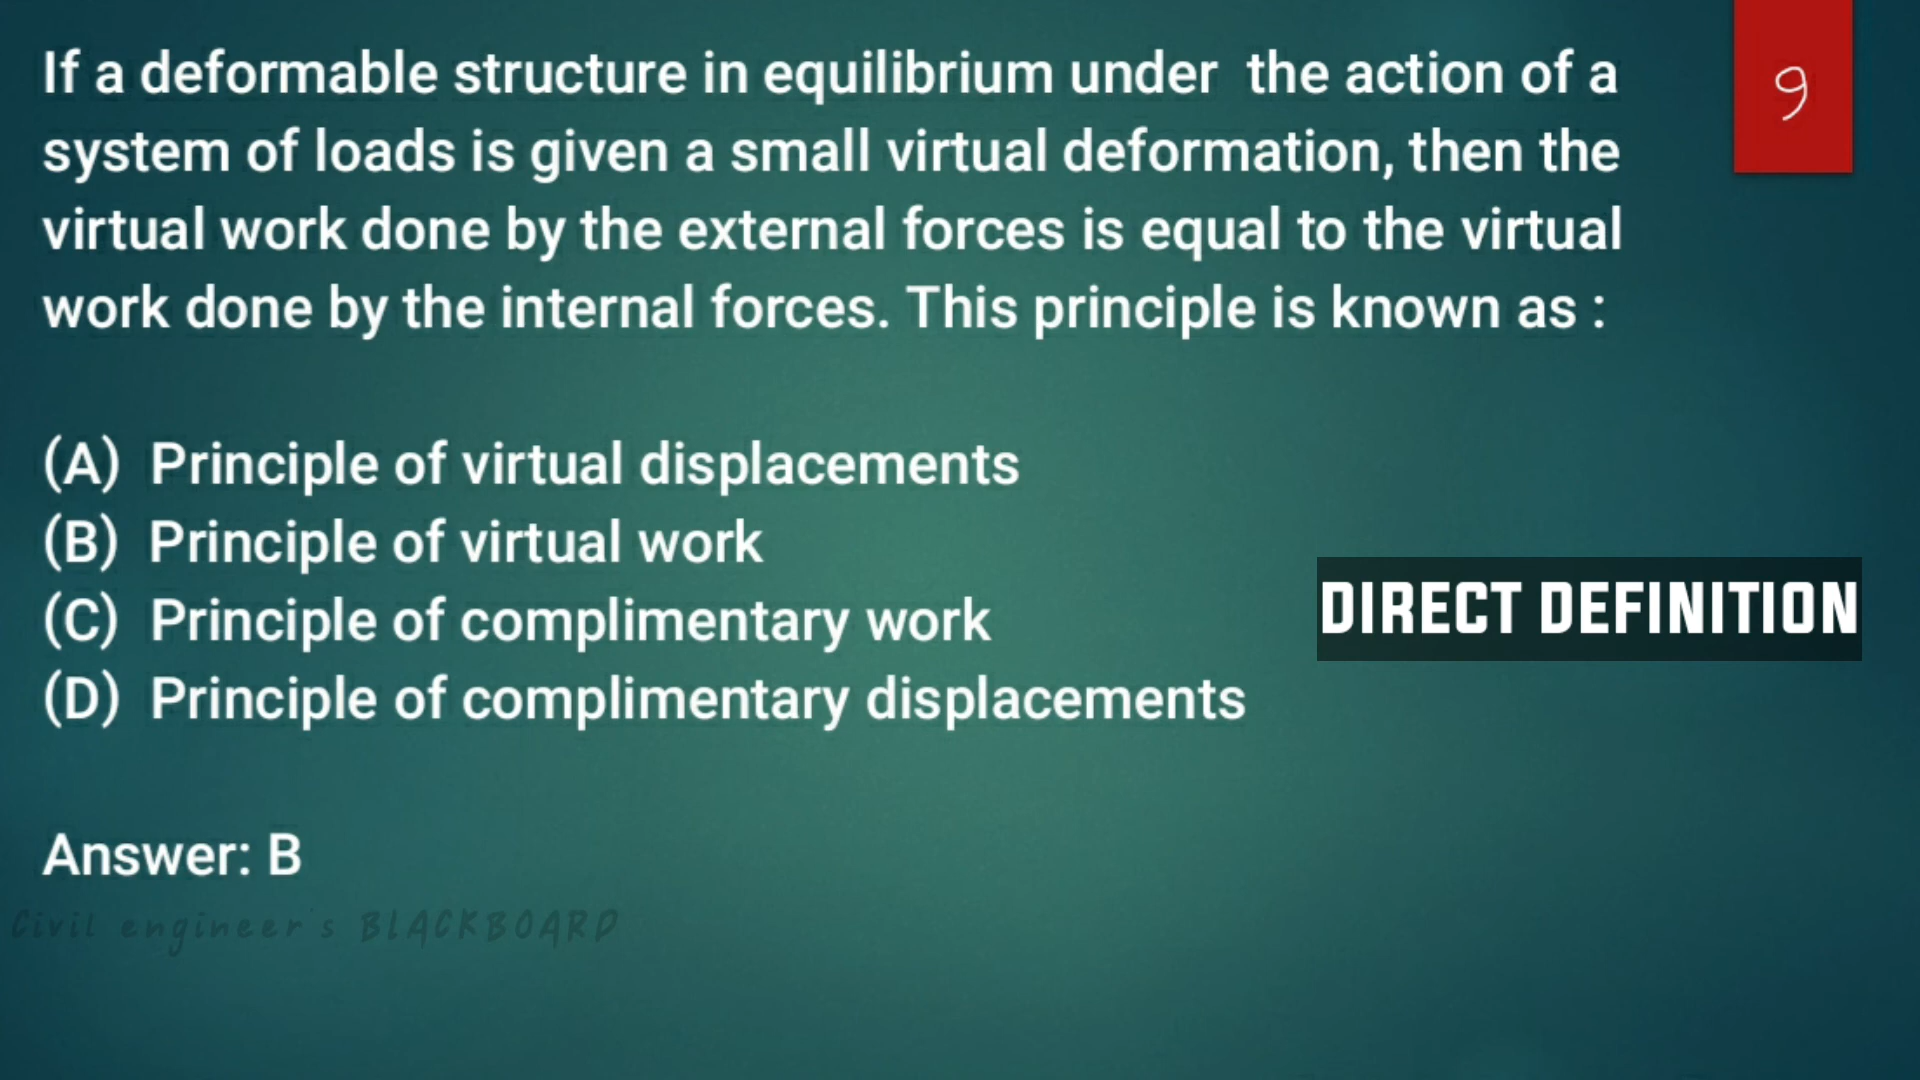 If a deformable structure in equilibrium under the action of a
system of loads is given a small virtual deformation, then the
virtual work done by the external forces is equal to the virtual
work done by the internal forces. This principle is known as :
9
(A) Principle of virtual displacements
(B) Principle of virtual work
(C) Principle of complimentary work
(D) Principle of complimentary displacements
DIRECT DEFINITION
Answer: B
Civil engineer's BLACKBOARD